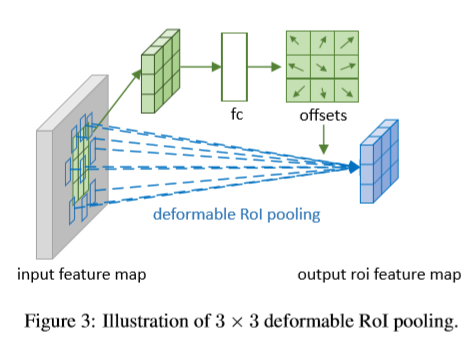 fc
offsets
deformable RoI pooling
input feature map
output roi feature map
Figure 3: Illustration of 3 × 3 deformable RoI pooling.